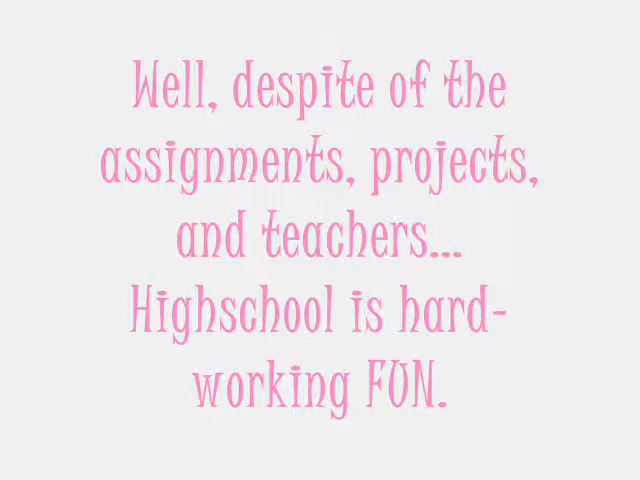 Well, despite of the
assignments, projects,
and teachers...
Highschool is hard-
working FUN.